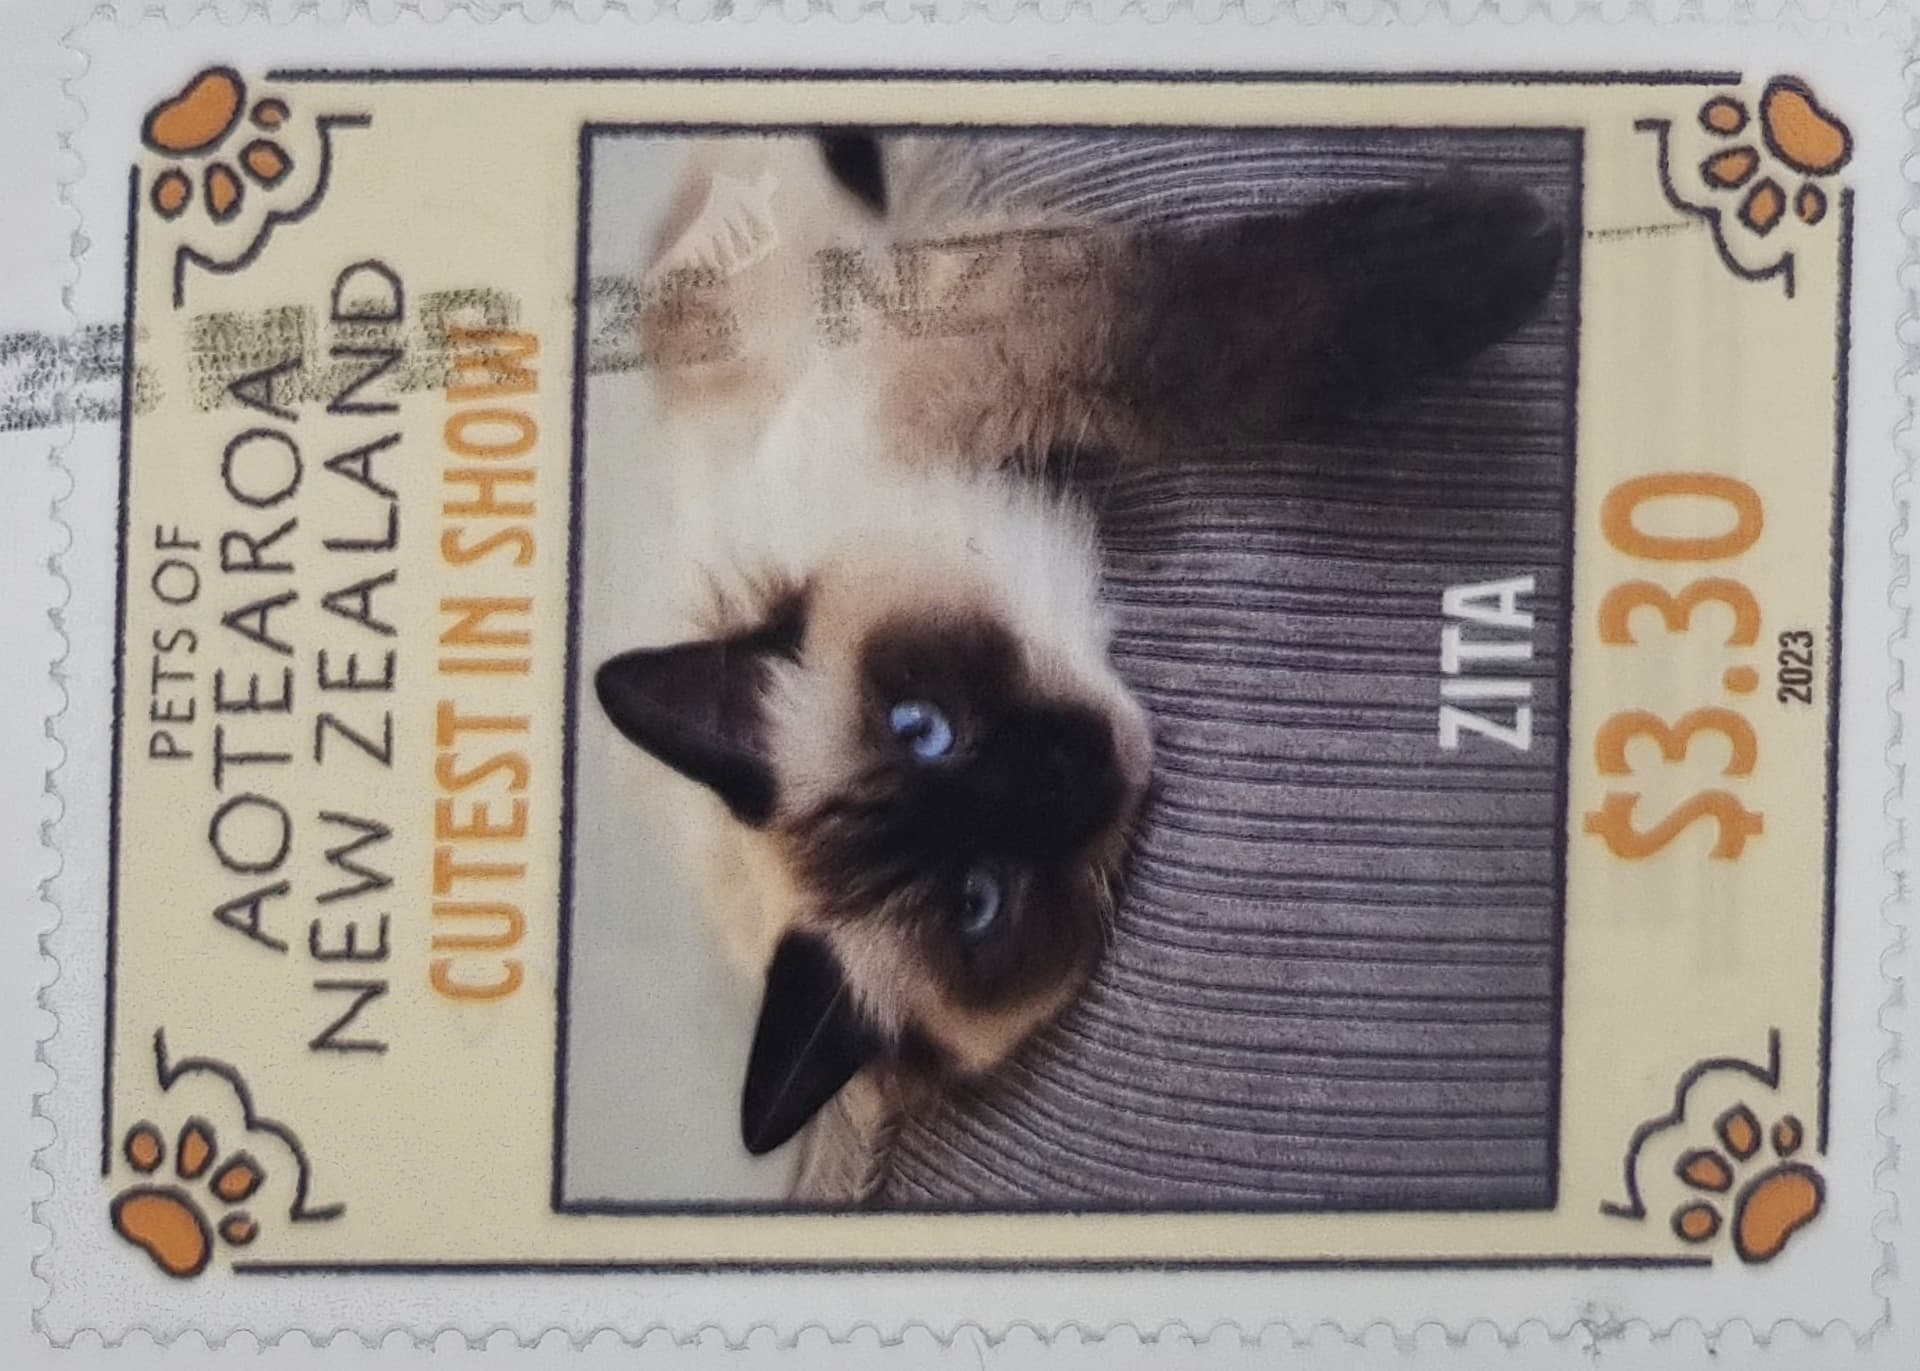 PETS OF
AOTEAROA
NEW ZEALAND
CUTEST IN SHOW
ZITA
$3.30
2023